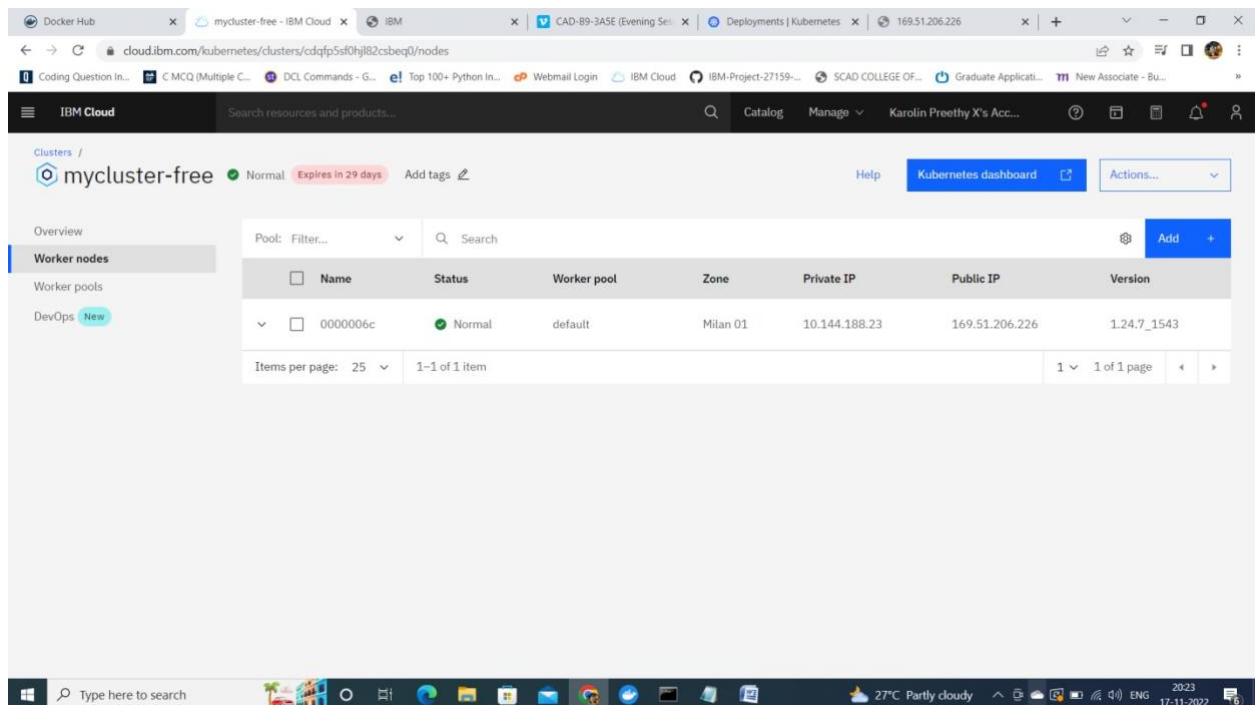 Docker Hub
mycluster-free - IBM Cloud
IBM
CAD-B9-3A5E (Evening Ses
Deployments | Kubernetes
169.51.206.226
cloud.ibm.com/kubernetes/clusters/cdqfp5sf0hjl82csbeq0/nodes
Coding Question In... C MCQ (Multiple C... DCL Commands - G... Top 100+ Python In... Webmail Login IBM Cloud IBM-Project-27159-... SCAD COLLEGE OF... Graduate Applicati... New Associate - Bu... »
IBM Cloud Search resources and products... Catalog Manage Karolin Preethy X's Acc...
Clusters /
mycluster-free Normal Expires in 29 days Add tags Help Kubernetes dashboard Actions...
Overview
Worker nodes
Worker pools
DevOps New
Pool: Filter... Search Add +
Name Status Worker pool Zone Private IP Public IP Version
0000006c Normal default Milan 01 10.144.188.23 169.51.206.226 1.24.7_1543
Items per page: 25 1–1 of 1 item 1 1 of 1 page
Type here to search 27°C Partly cloudy ENG 20:23
17-11-2022 6